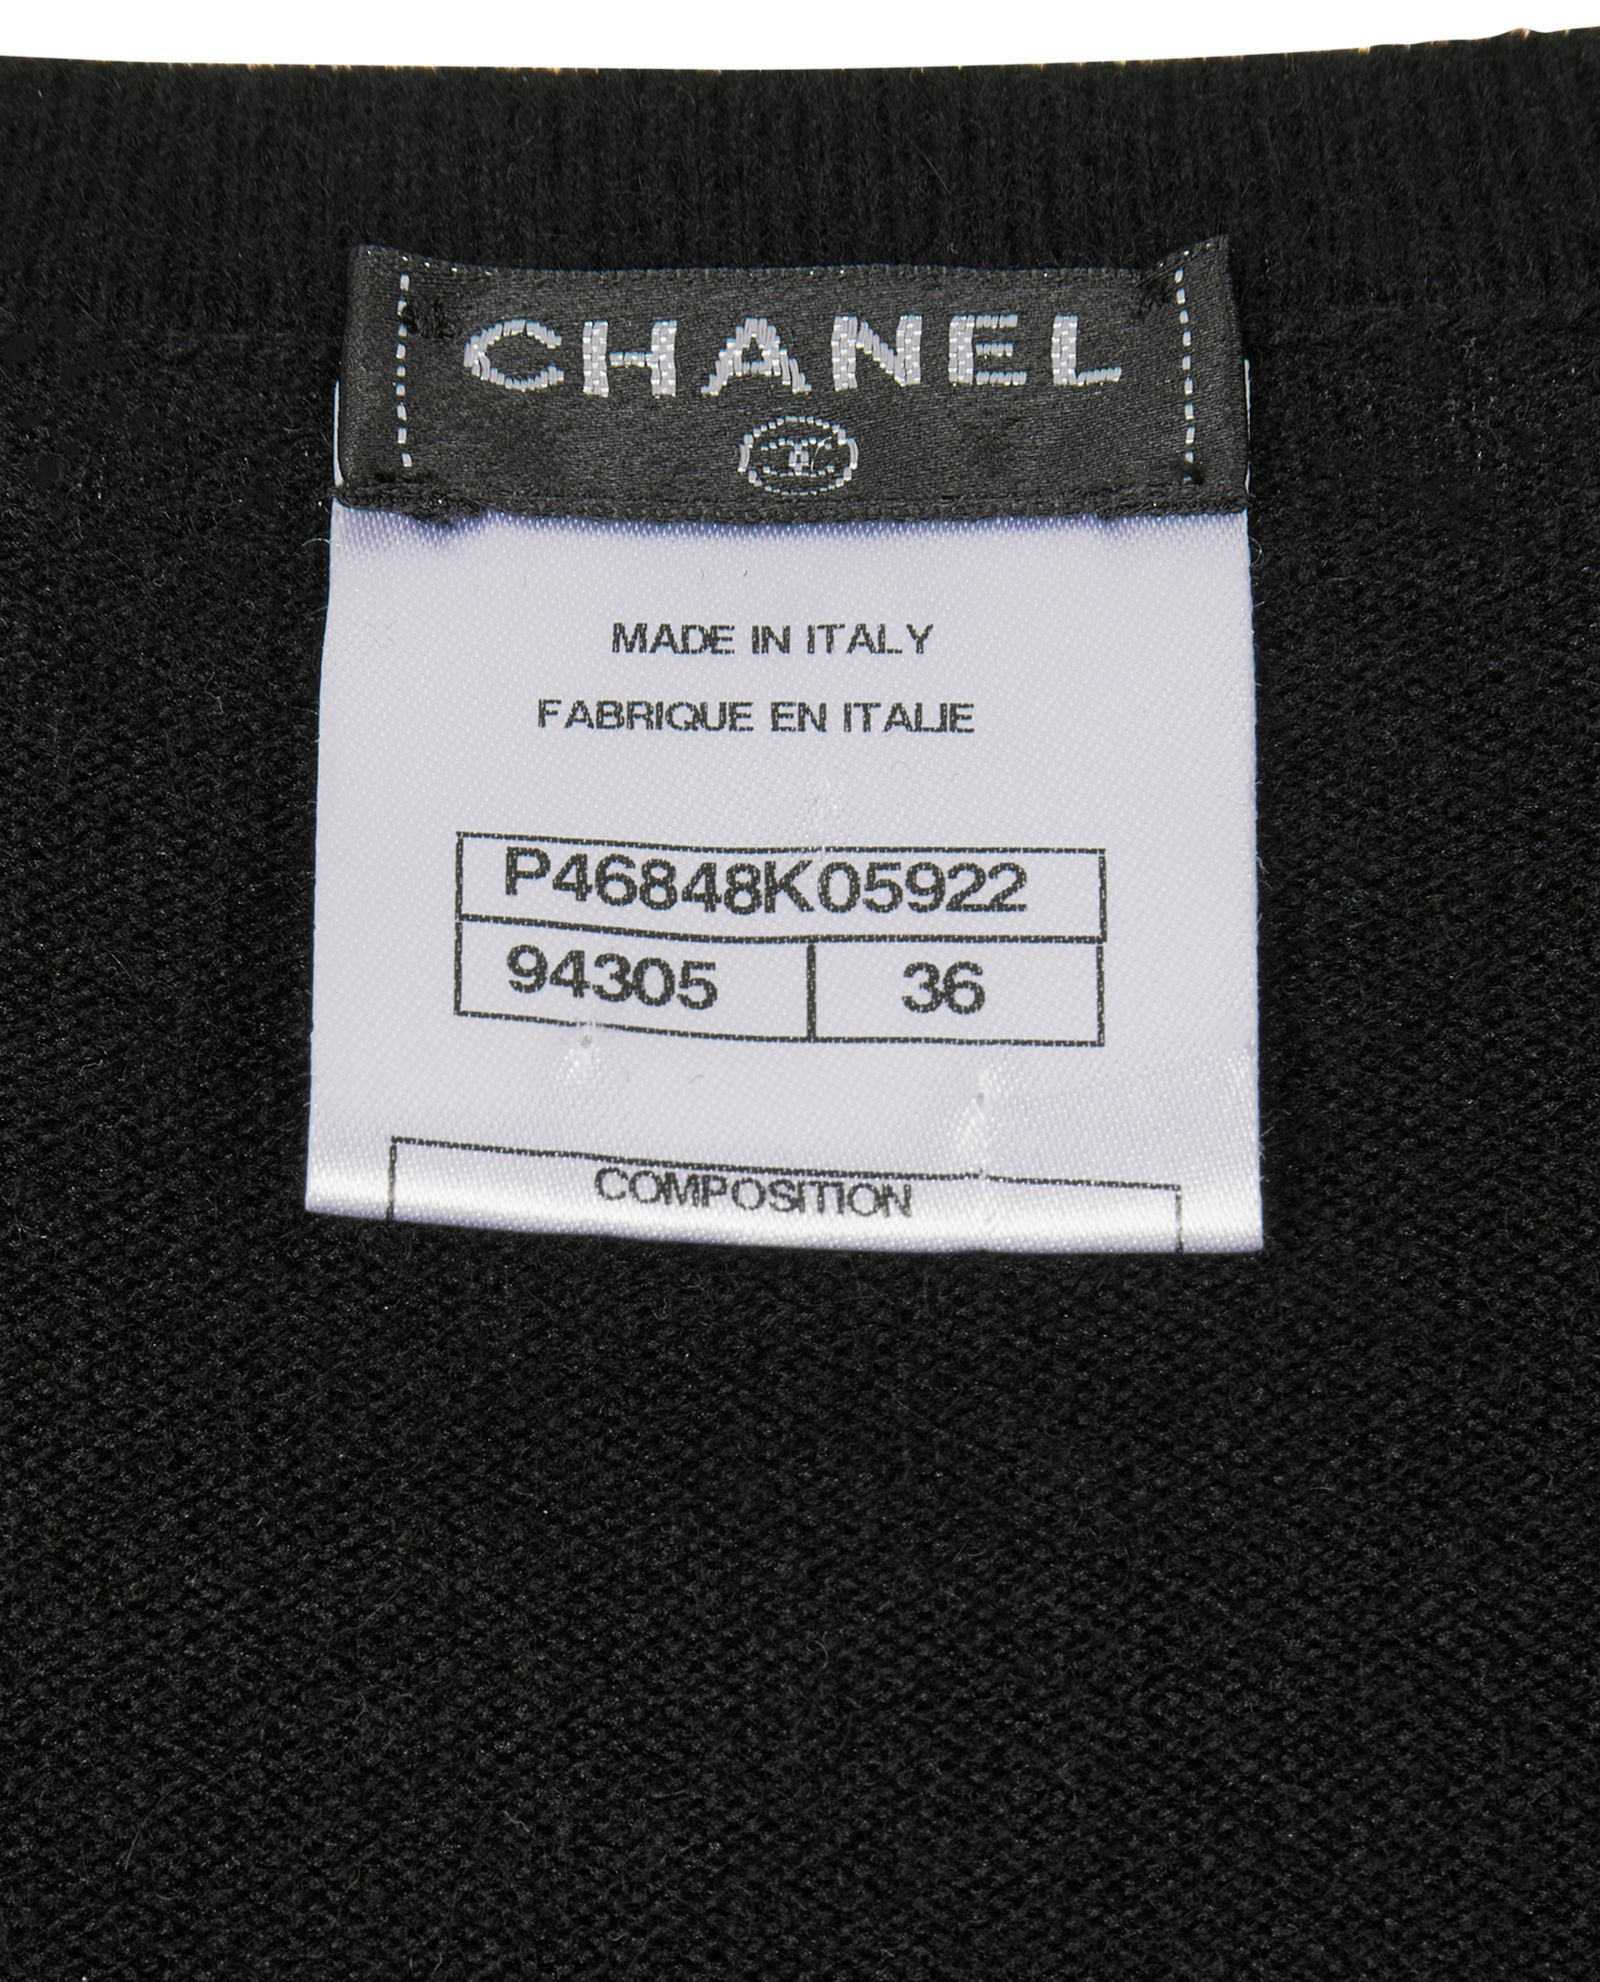 CHANEL
MADE IN ITALY
FABRIQUE EN ITALIE
P46848K05922
94305 36
COMPOSITION